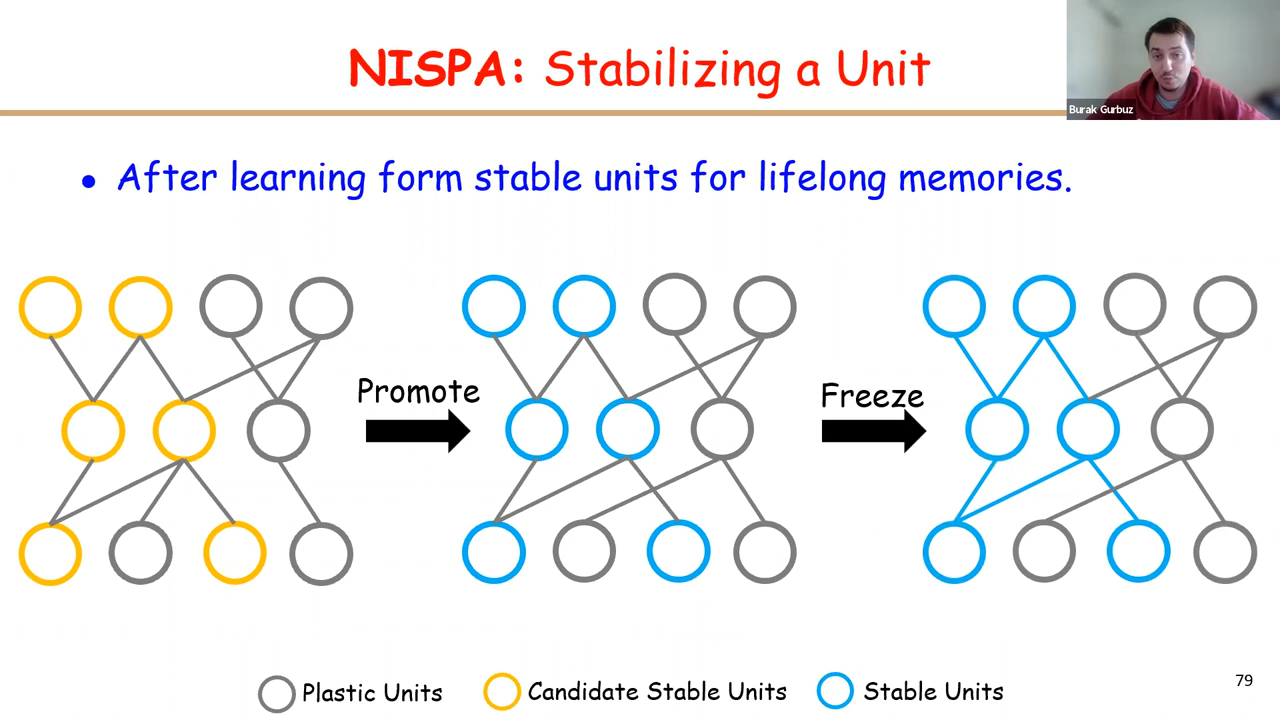 NISPA: Stabilizing a Unit
Burak Gurbuz
• After learning form stable units for lifelong memories.
Promote
Freeze
Plastic Units
Candidate Stable Units
Stable Units
79